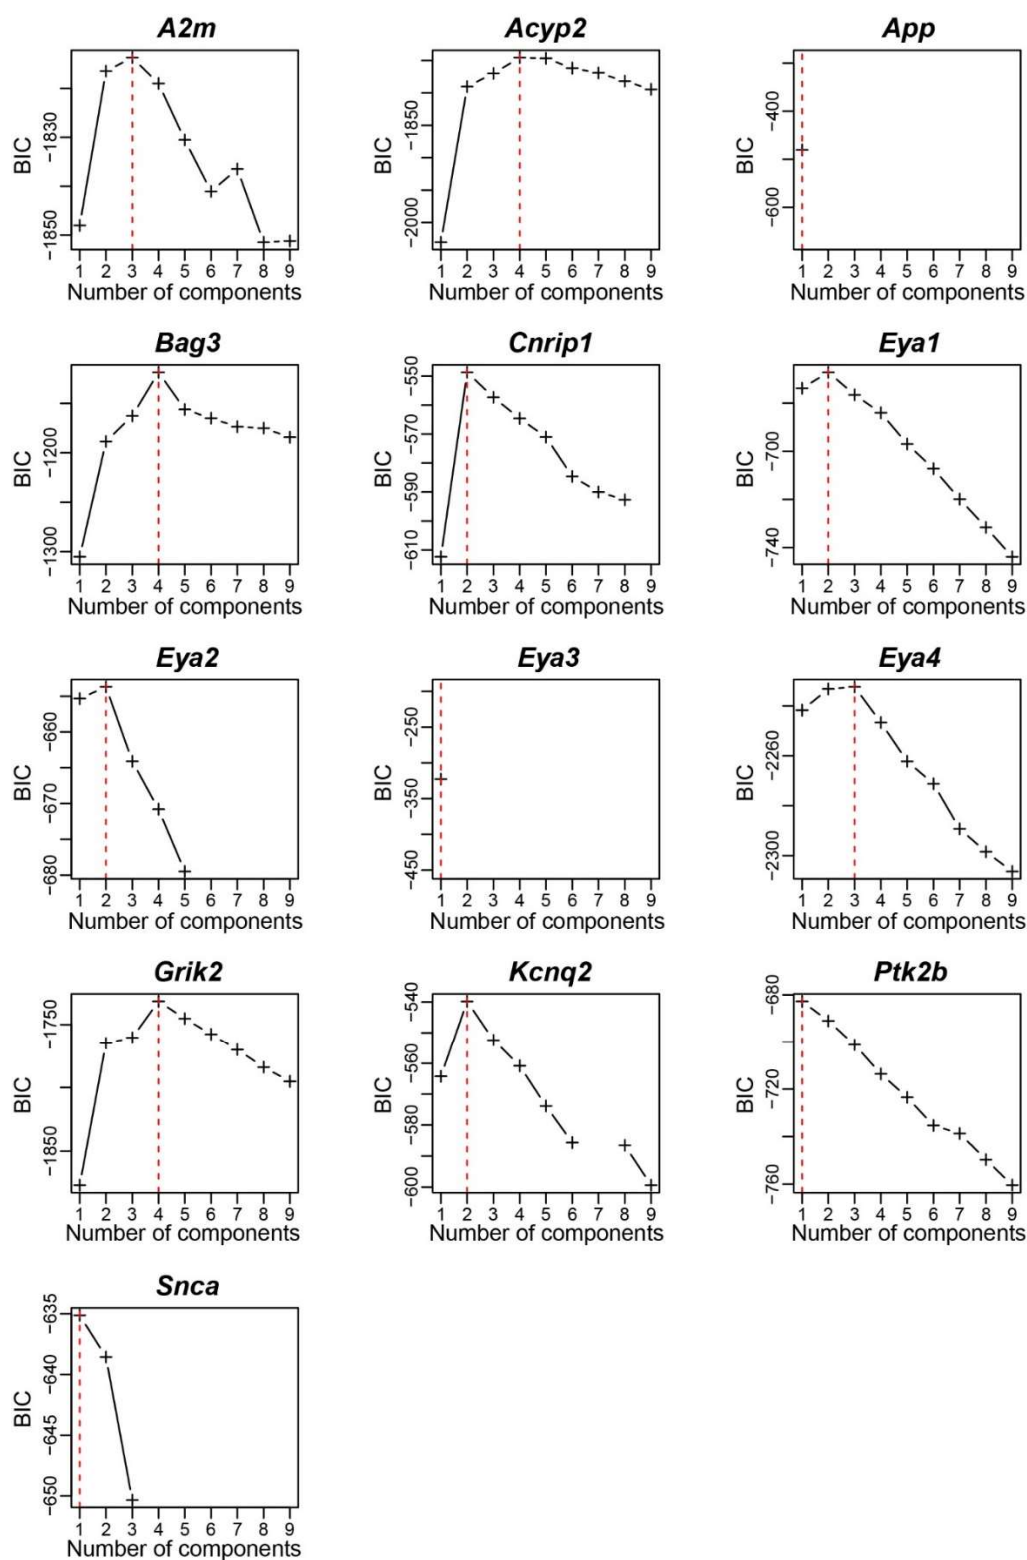 A2m Acyp2 App
BIC -1850 -1830 BIC -2000 -1850 BIC -600 -400
1 2 3 4 5 6 7 8 9 1 2 3 4 5 6 7 8 9 1 2 3 4 5 6 7 8 9
Number of components Number of components Number of components
Bag3 Cnrip1 Eya1
BIC -1300 -1200 BIC -610 -590 -570 -550 BIC -740 -700
1 2 3 4 5 6 7 8 9 1 2 3 4 5 6 7 8 9 1 2 3 4 5 6 7 8 9
Number of components Number of components Number of components
Eya2 Eya3 Eya4
BIC -680 -670 -660 BIC -450 -350 -250 BIC -2300 -2260
1 2 3 4 5 6 7 8 9 1 2 3 4 5 6 7 8 9 1 2 3 4 5 6 7 8 9
Number of components Number of components Number of components
Grik2 Kcnq2 Ptk2b
BIC -1850 -1750 BIC -600 -580 -560 -540 BIC -760 -720 -680
1 2 3 4 5 6 7 8 9 1 2 3 4 5 6 7 8 9 1 2 3 4 5 6 7 8 9
Number of components Number of components Number of components
Snca
BIC -650 -645 -640 -635
1 2 3 4 5 6 7 8 9
Number of components